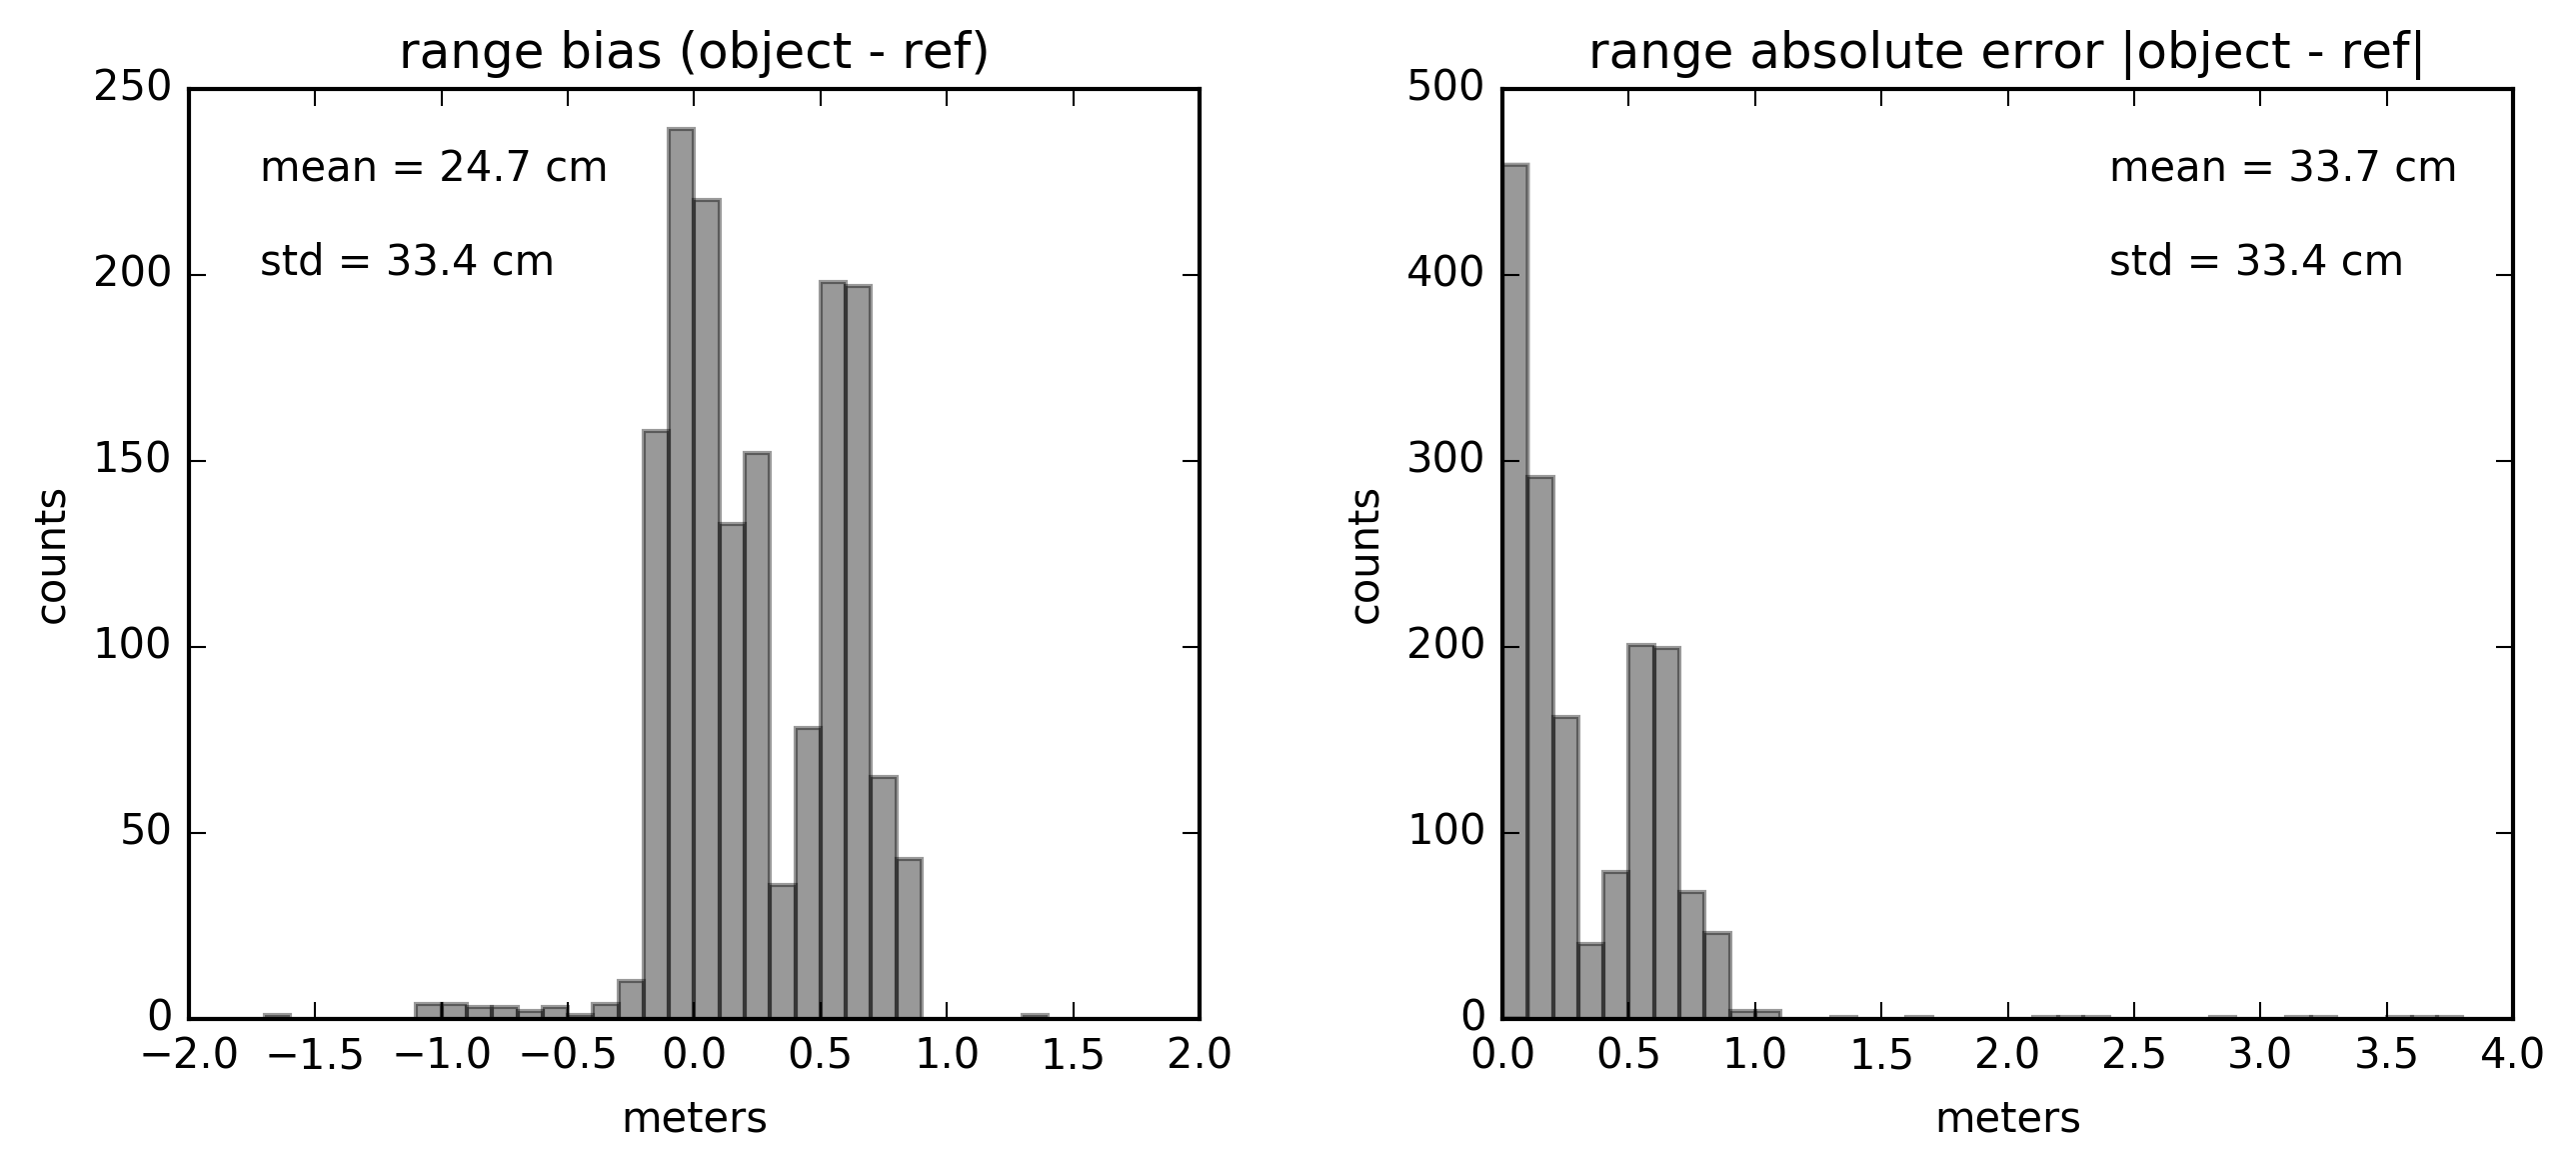 range bias (object - ref)
250
200
150
100
50
0
counts
mean = 24.7 cm
std = 33.4 cm
−2.0 −1.5 −1.0 −0.5 0.0 0.5 1.0 1.5 2.0
meters
range absolute error |object - ref|
500
400
300
200
100
0
counts
mean = 33.7 cm
std = 33.4 cm
0.0 0.5 1.0 1.5 2.0 2.5 3.0 3.5 4.0
meters